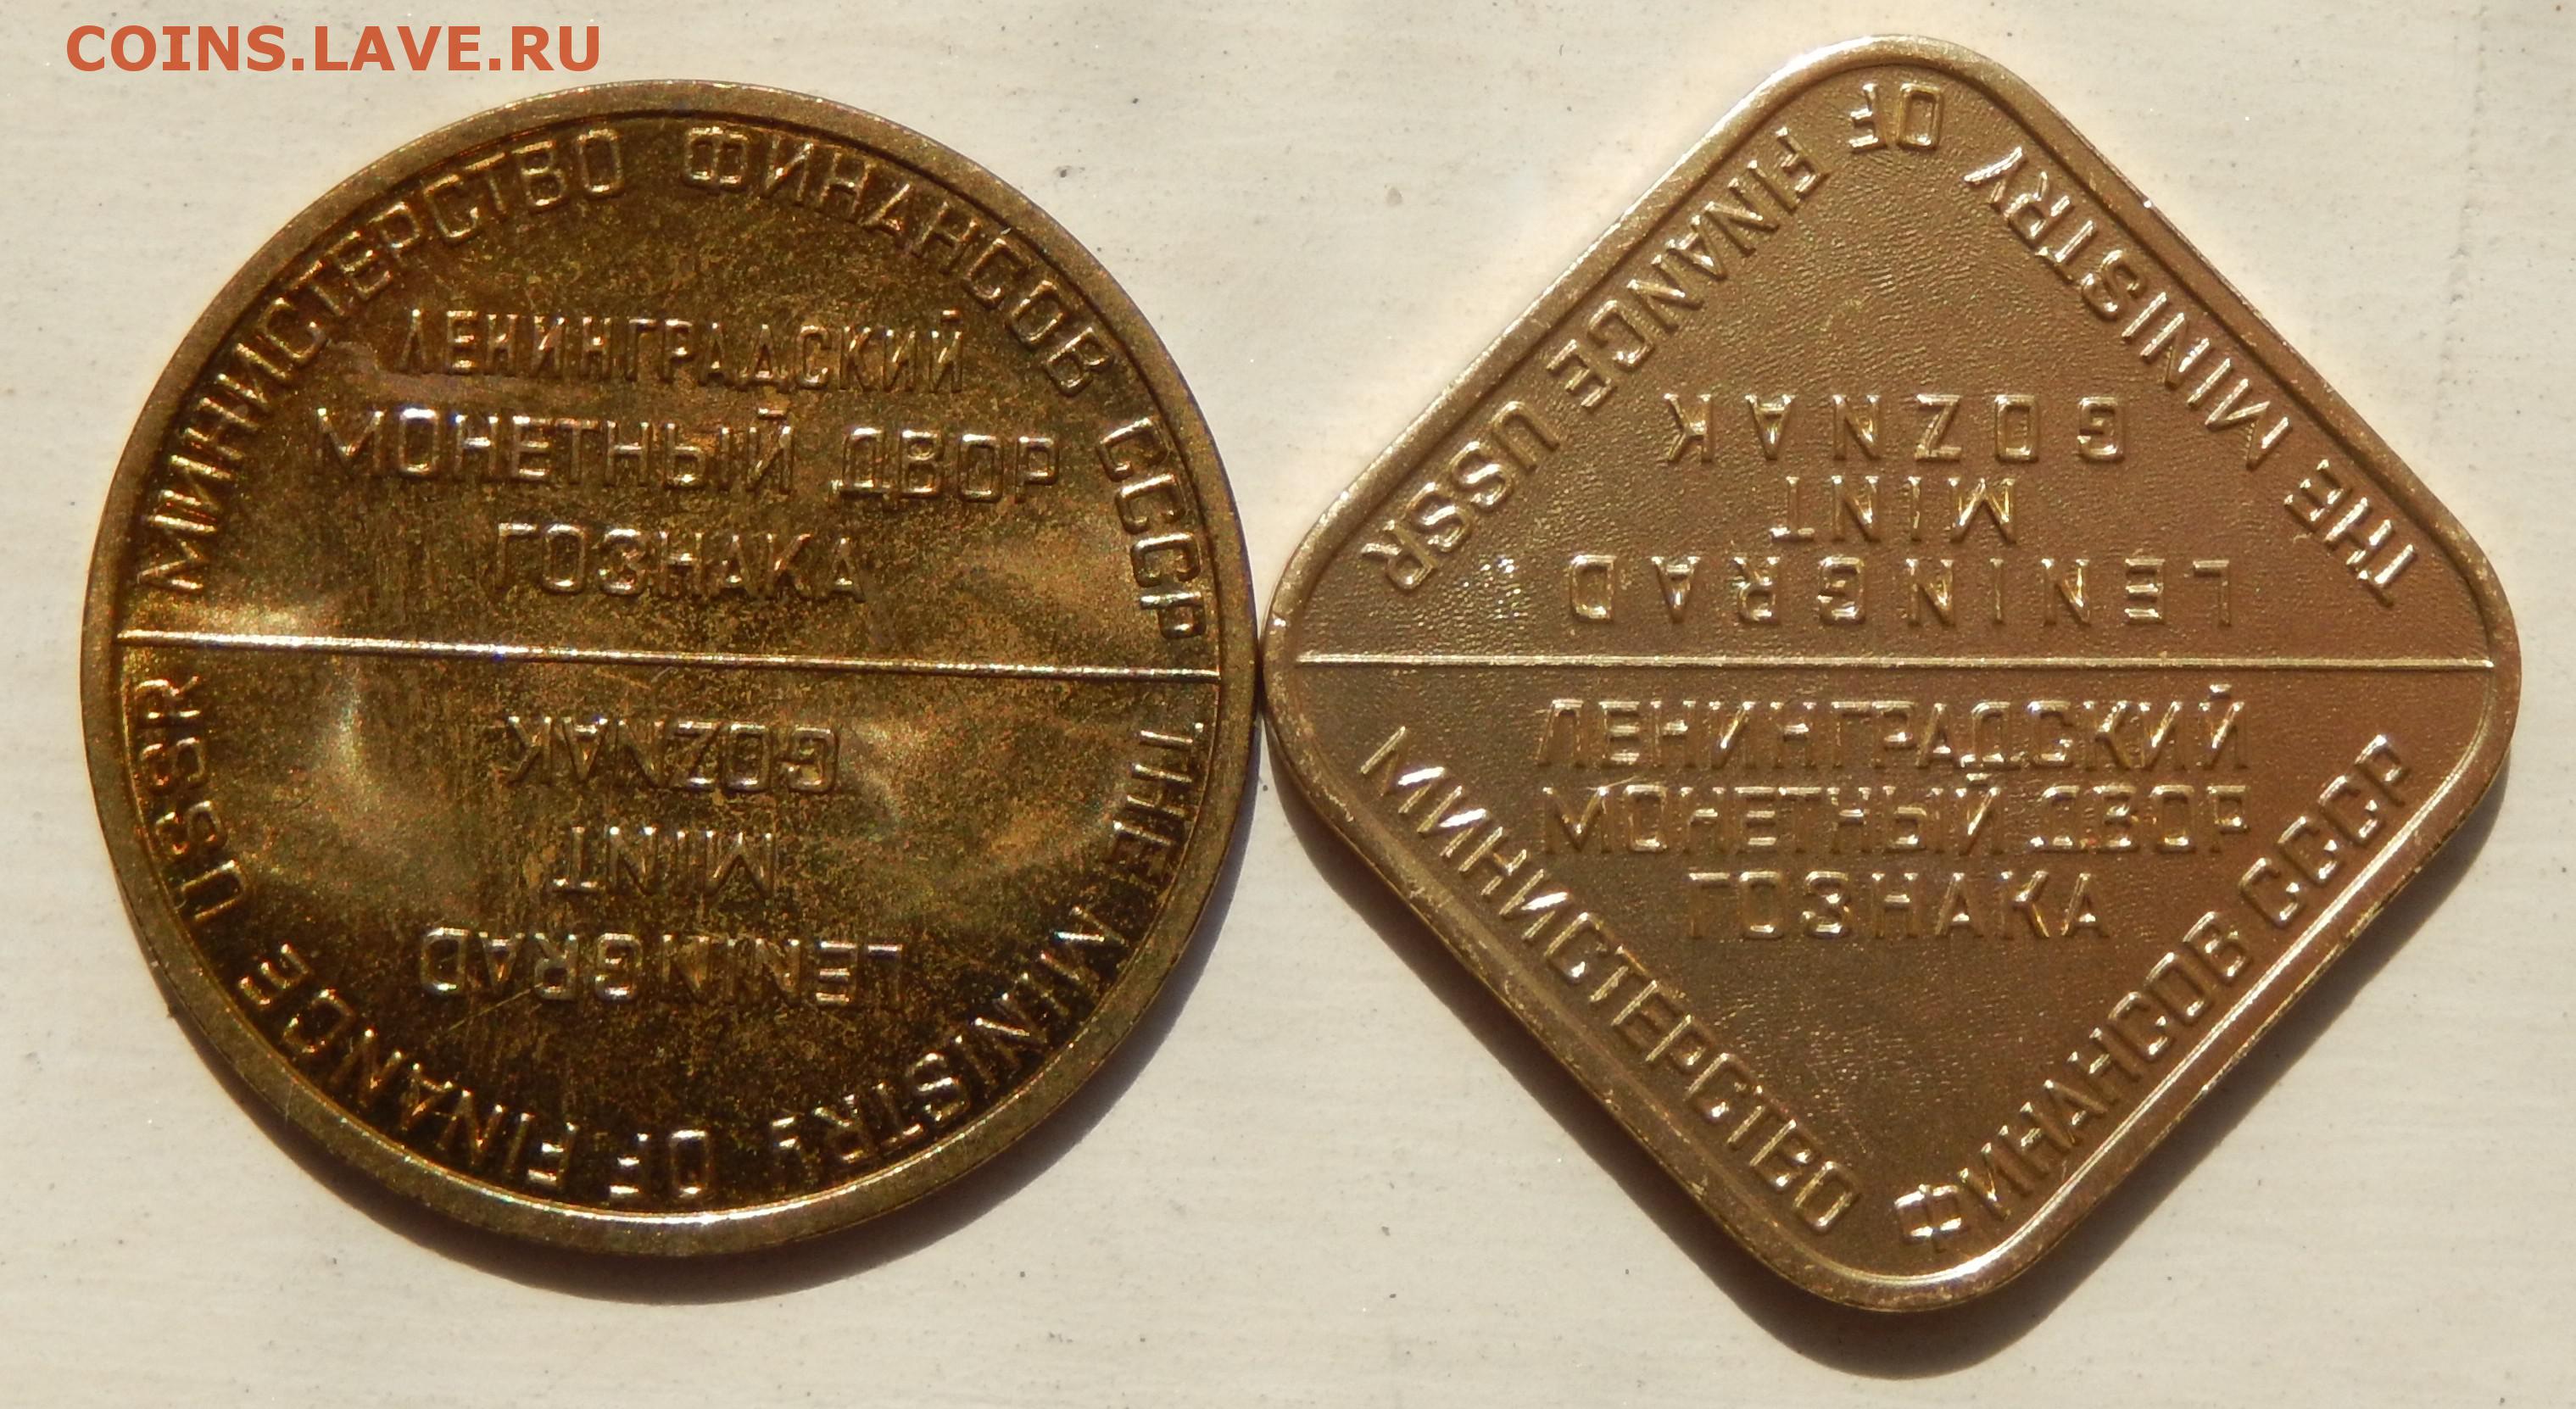 COINS.LAVE.RU
МИНИСТЕРСТВО ФИНАНСОВ СССР
ЛЕНИНГРАДСКИЙ
МОНЕТНЫЙ ДВОР
ГОЗНАКА
THE MINISTRY OF FINANCE USSR
LENINGRAD
MINT
GOZNAK
THE MINISTRY OF FINANCE USSR
LENINGRAD
MINT
GOZNAK
ЛЕНИНГРАДСКИЙ
МОНЕТНЫЙ ДВОР
ГОЗНАКА
МИНИСТЕРСТВО ФИНАНСОВ СССР